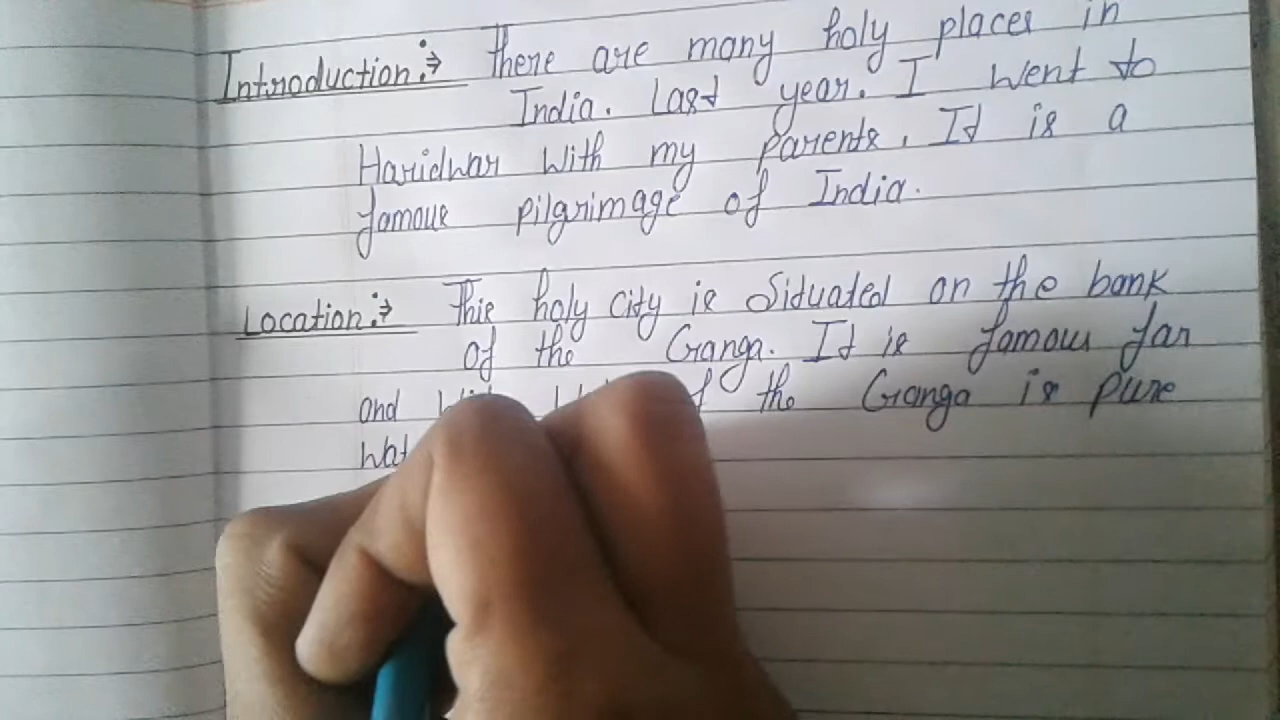 Introduction :→ There are many holy places in
India. Last year. I went to
Haridwar With my parents. It is a
famous pilgrimage of India.
Location :→ This holy City is Situated on the bank
of the Ganga. It is famous far
and the Ganga is pure